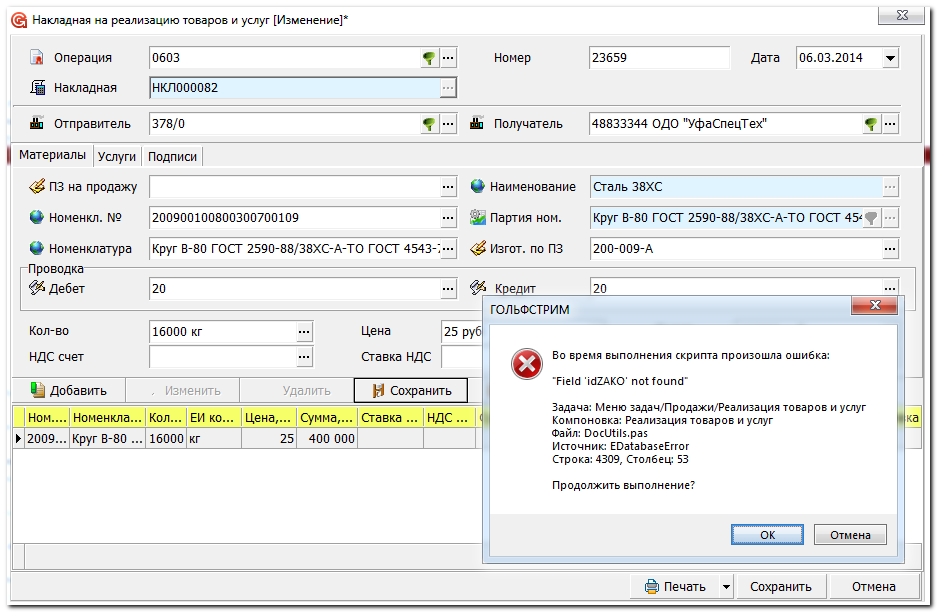 Накладная на реализацию товаров и услуг [Изменение]*
Операция 0603 ... Номер 23659 Дата 06.03.2014
Накладная НКЛ000082 ...
Отправитель 378/0 ... Получатель 48833344 ОДО "УфаСпецТех" ...
Материалы Услуги Подписи
ПЗ на продажу ... Наименование Сталь 38ХС ...
Номенкл. № 200900100800300700109 ... Партия ном. Круг В-80 ГОСТ 2590-88/38ХС-А-ТО ГОСТ 454 ...
Номенклатура Круг В-80 ГОСТ 2590-88/38ХС-А-ТО ГОСТ 4543-7 ... Изгот. по ПЗ 200-009-А ...
Проводка
Дебет 20 ... Кредит 20 ...
Кол-во 16000 кг ... Цена 25 руб
НДС счет ... Ставка НДС
Добавить Изменить Удалить Сохранить
Ном.... Номенкла... Кол... ЕИ ко... Цена,... Сумма,... Ставка ... НДС ... ка
2009... Круг В-80 ... 16000 кг 25 400 000
ГОЛЬФСТРИМ
Во время выполнения скрипта произошла ошибка:
"Field 'idZAKO' not found"
Задача: Меню задач/Продажи/Реализация товаров и услуг
Компоновка: Реализация товаров и услуг
Файл: DocUtils.pas
Источник: EDatabaseError
Строка: 4309, Столбец: 53
Продолжить выполнение?
OK Отмена
Печать Сохранить Отмена